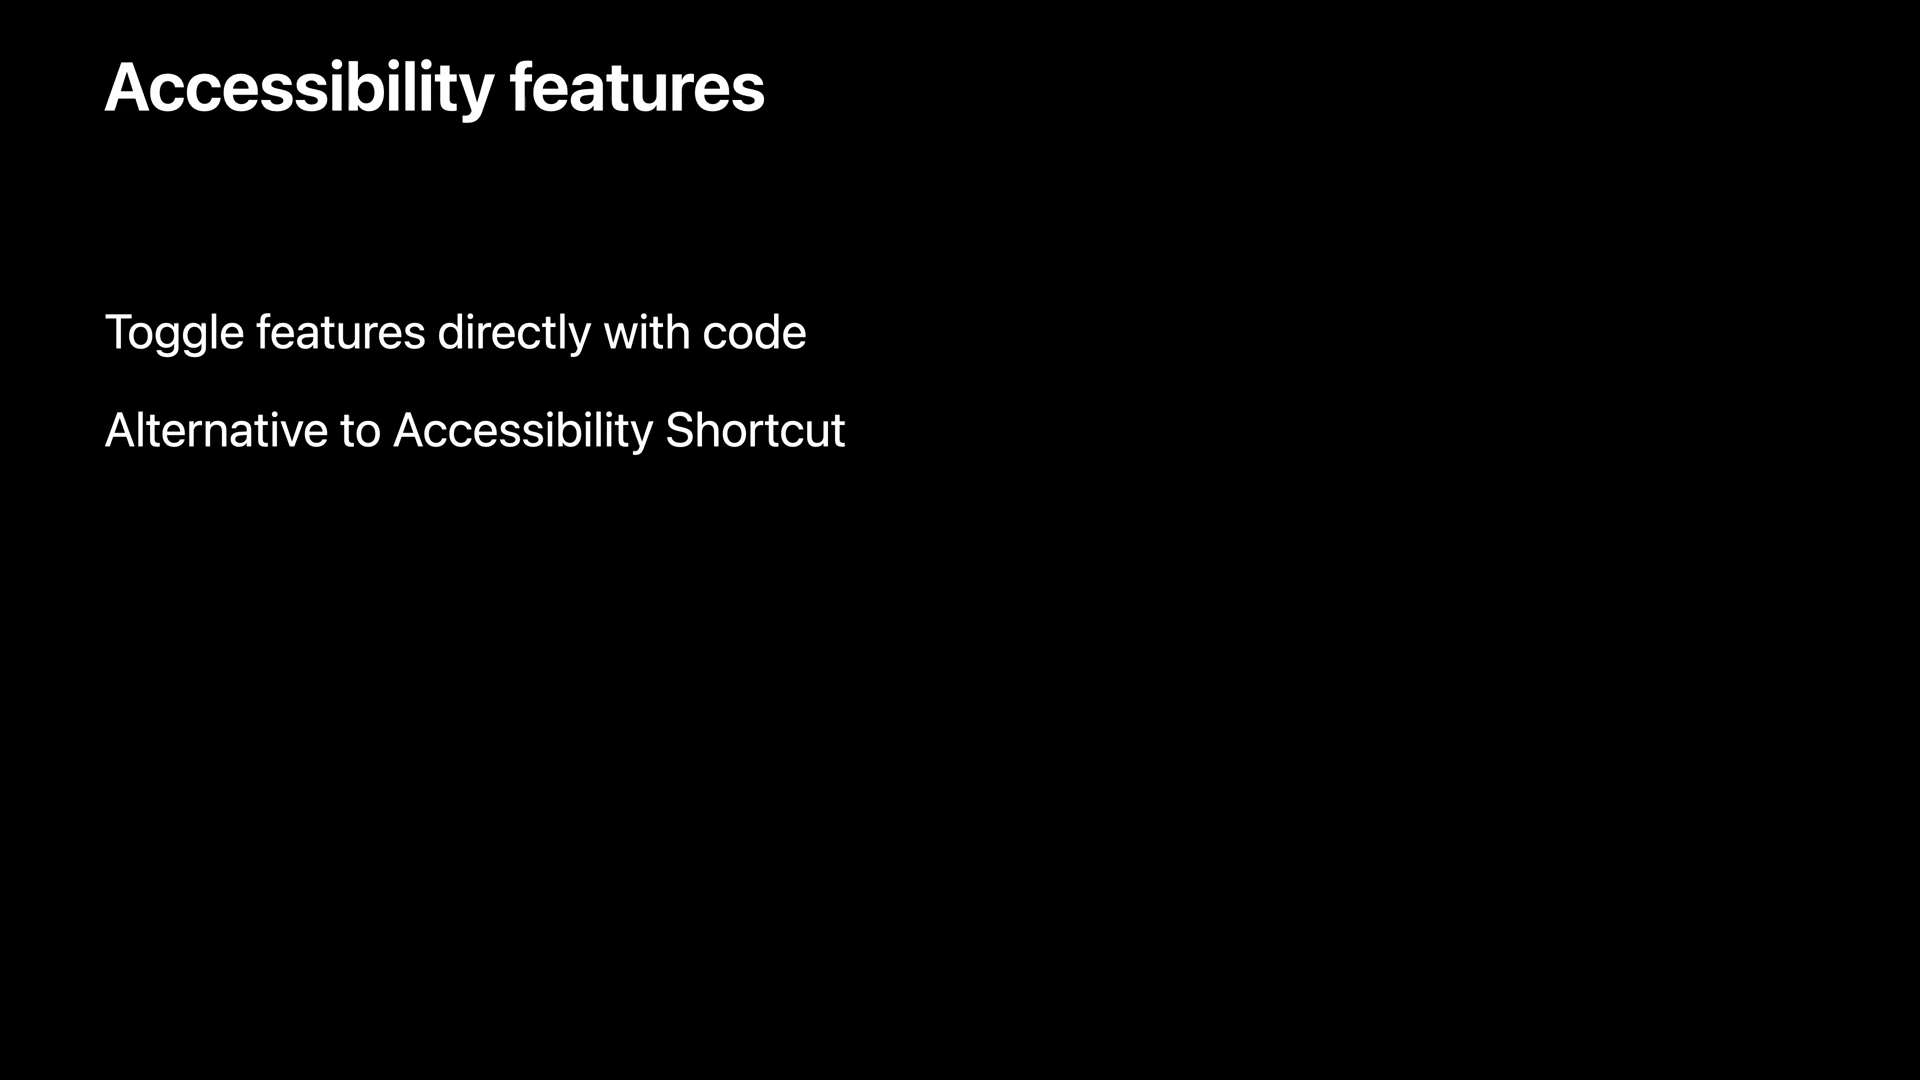 Accessibility features
Toggle features directly with code
Alternative to Accessibility Shortcut